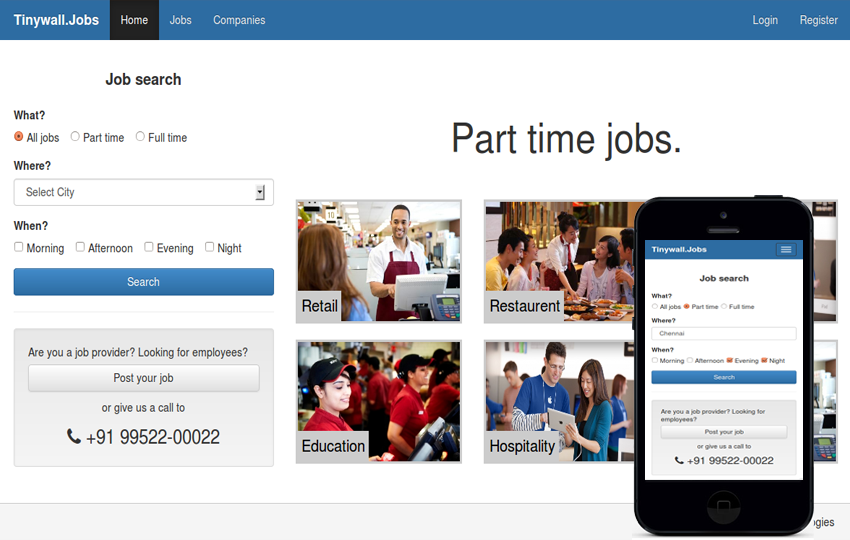 Tinywall.Jobs Home Jobs Companies Login Register
Job search
What?
All jobs Part time Full time
Where?
Select City
When?
Morning Afternoon Evening Night
Search
Are you a job provider? Looking for employees?
Post your job
or give us a call to
+91 99522-00022
Part time jobs.
10
Retail
Restaurent
Education
Hospitality
Tinywall.Jobs
Job search
What?
All jobs Part time Full time
Where?
Chennai
When?
Morning Afternoon Evening Night
Search
Are you a job provider? Looking for
employees?
Post your job
or give us a call to
+91 99522-00022